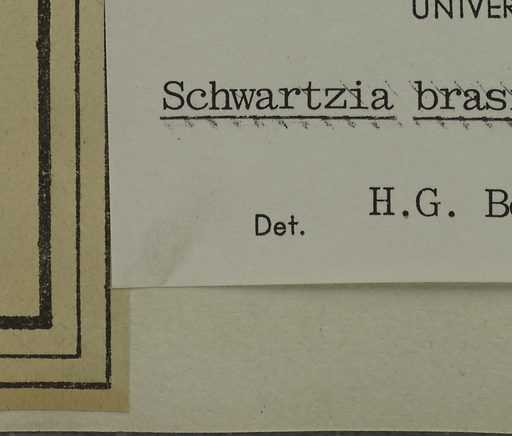 UNIVER
Schwartzia bras
Det. H.G. B